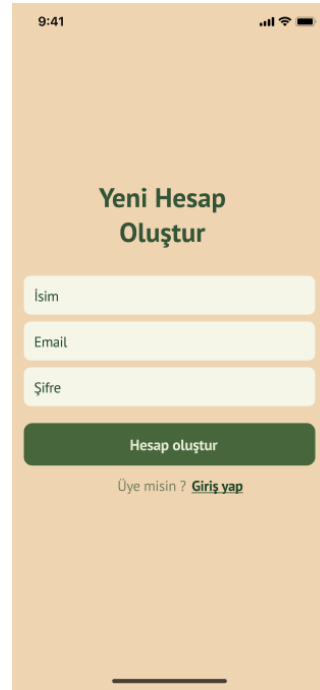 9:41
Yeni Hesap
Oluştur
İsim
Email
Şifre
Hesap oluştur
Üye misin ? Giriş yap